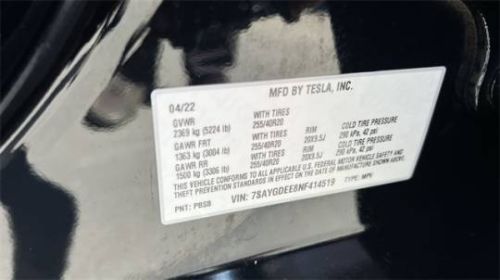 MFD BY TESLA, INC.
04/22
GVWR WITH TIRES RIM COLD TIRE PRESSURE
2369 kg (5224 lb) 255/40R20 20X9.5J 290 kPa, 42 psi
GAWR FRT WITH TIRES RIM COLD TIRE PRESSURE
1363 kg (3004 lb) 255/40R20 20X9.5J 290 kPa, 42 psi
GAWR RR
1500 kg (3306 lb)
THIS VEHICLE CONFORMS TO ALL APPLICABLE U.S. FEDERAL MOTOR VEHICLE SAFETY AND
THEFT PREVENTION STANDARDS IN EFFECT ON THE DATE OF MANUFACTURE SHOWN ABOVE.
PNT: PBSB VIN: 7SAYGDEE8NF414519 TYPE: MPV